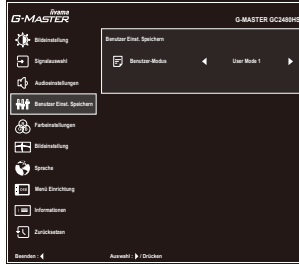 iiyama
G-MASTER
G-MASTER GC2480HS
Bildeinstellung
Signalauswahl
Audioeinstellungen
Benutzer Einst. Speichern
Farbeinstellungen
Bildeinstellung
Sprache
Menü Einrichtung
Informationen
Zurücksetzen
Benutzer Einst. Speichern
Benutzer-Modus
User Mode 1
Beenden :
Auswahl : / Drücken